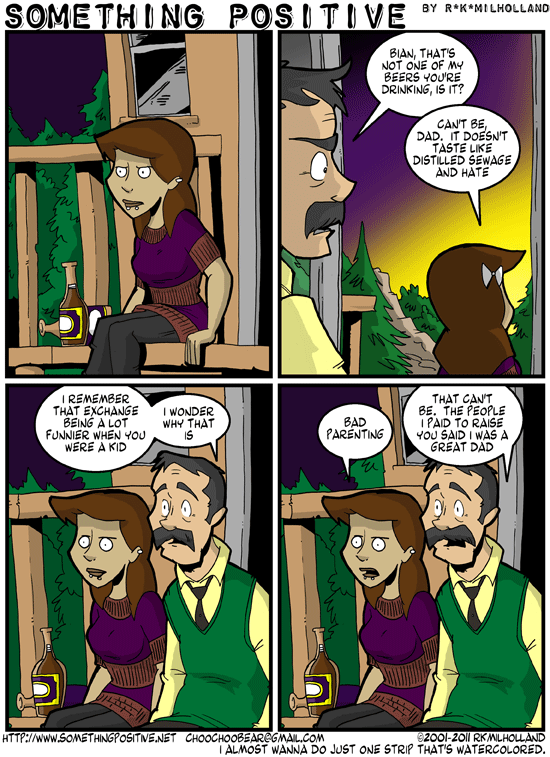 SOMETHING POSITIVE BY R*K*MILHOLLAND
BIAN, THAT'S
NOT ONE OF MY
BEERS YOU'RE
DRINKING, IS IT?
CAN'T BE,
DAD. IT DOESN'T
TASTE LIKE
DISTILLED SEWAGE
AND HATE
I REMEMBER
THAT EXCHANGE
BEING A LOT
FUNNIER WHEN YOU
WERE A KID
I WONDER
WHY THAT
IS
BAD
PARENTING
THAT CAN'T
BE. THE PEOPLE
I PAID TO RAISE
YOU SAID I WAS A
GREAT DAD
HTTP://WWW.SOMETHINGPOSITIVE.NET CHOOCHOOBEAR@GMAIL.COM ©2001-2011 RKMILHOLLAND
I ALMOST WANNA DO JUST ONE STRIP THAT'S WATERCOLORED.